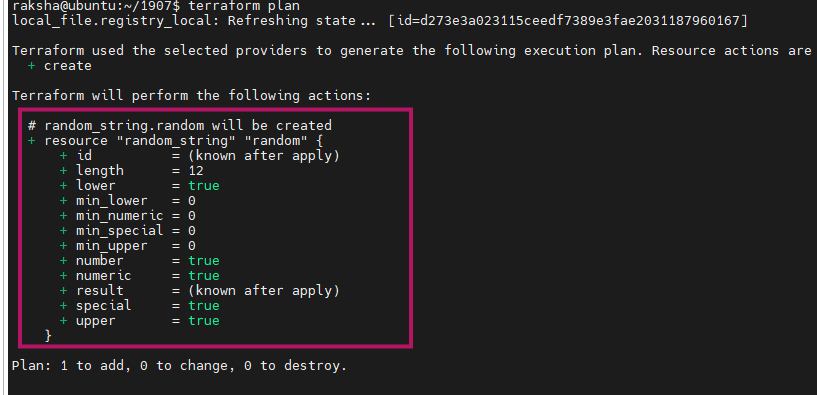 raksha@ubuntu:~/1907$ terraform plan
local_file.registry_local: Refreshing state... [id=d273e3a023115ceedf7389e3fae2031187960167]
Terraform used the selected providers to generate the following execution plan. Resource actions are
+ create
Terraform will perform the following actions:
# random_string.random will be created
+ resource "random_string" "random" {
+ id = (known after apply)
+ length = 12
+ lower = true
+ min_lower = 0
+ min_numeric = 0
+ min_special = 0
+ min_upper = 0
+ number = true
+ numeric = true
+ result = (known after apply)
+ special = true
+ upper = true
}
Plan: 1 to add, 0 to change, 0 to destroy.